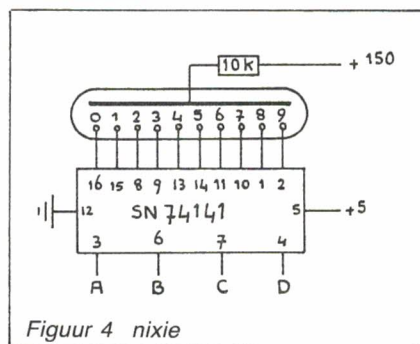 10k + 150
0 1 2 3 4 5 6 7 8 9
16 15 8 9 13 14 11 10 1 2
12 SN 74141 5 +5
3 6 7 4
A B C D
Figuur 4 nixie